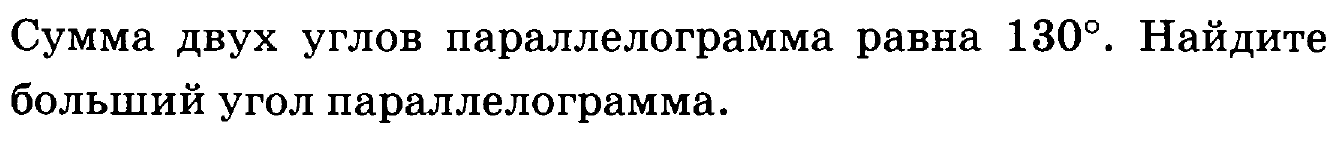 Сумма двух углов параллелограмма равна 130°. Найдите
больший угол параллелограмма.